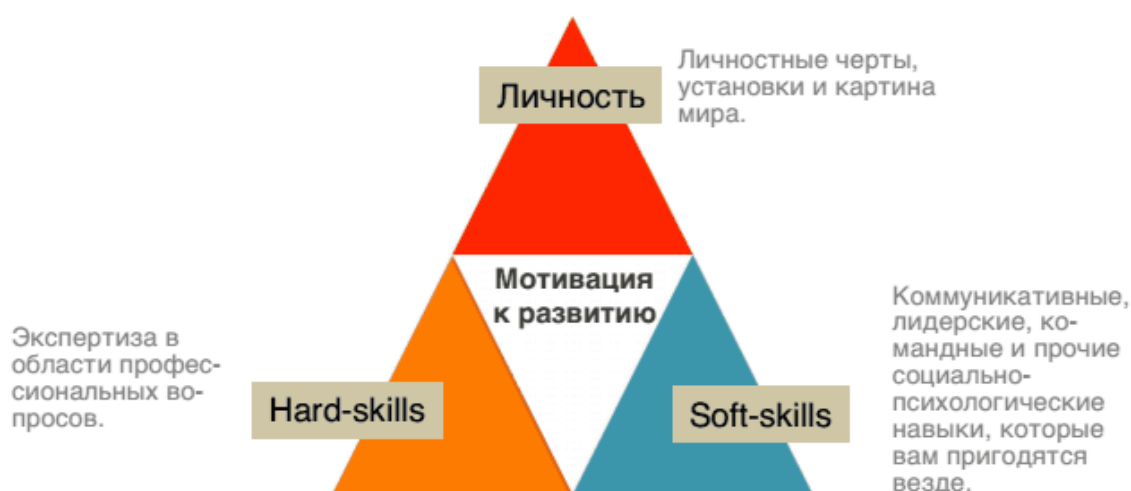 Личность
Личностные черты,
установки и картина
мира.
Мотивация
к развитию
Экспертиза в
области профес-
сиональных во-
просов.
Hard-skills
Soft-skills
Коммуникативные,
лидерские, ко-
мандные и прочие
социально-
психологические
навыки, которые
вам пригодятся
везде.